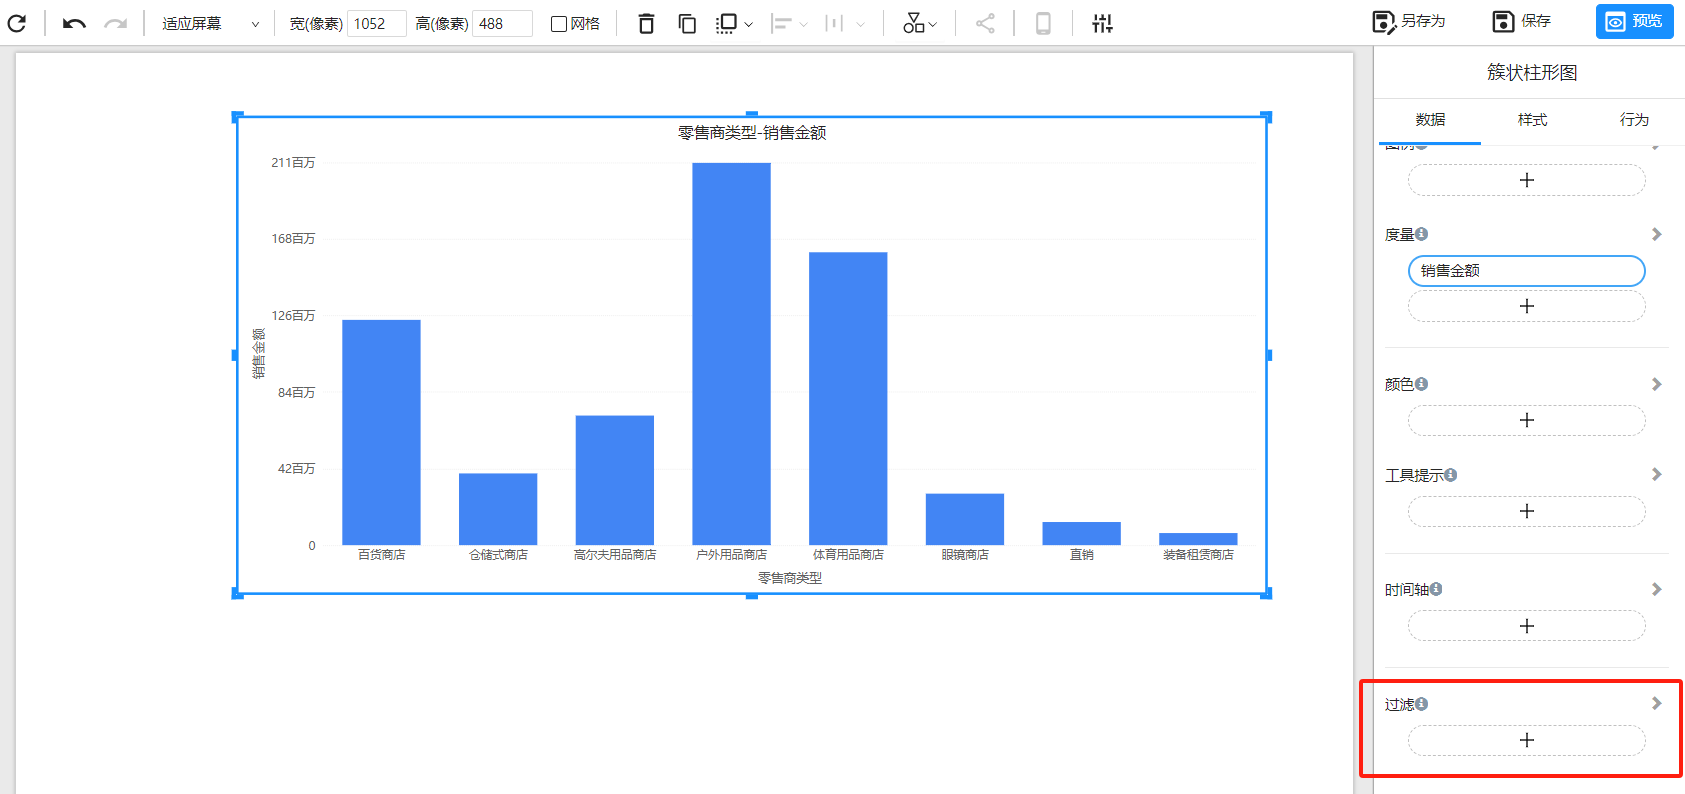 适应屏幕 宽(像素) 1052 高(像素) 488 网格 另存为 保存 预览
零售商类型-销售金额
211百万
168百万
126百万
84百万
42百万
0
销售金额
百货商店 仓储式商店 高尔夫用品商店 户外用品商店 体育用品商店 眼镜商店 直销 装备租赁商店
零售商类型
簇状柱形图
数据 样式 行为
图例
度量
销售金额
颜色
工具提示
时间轴
过滤